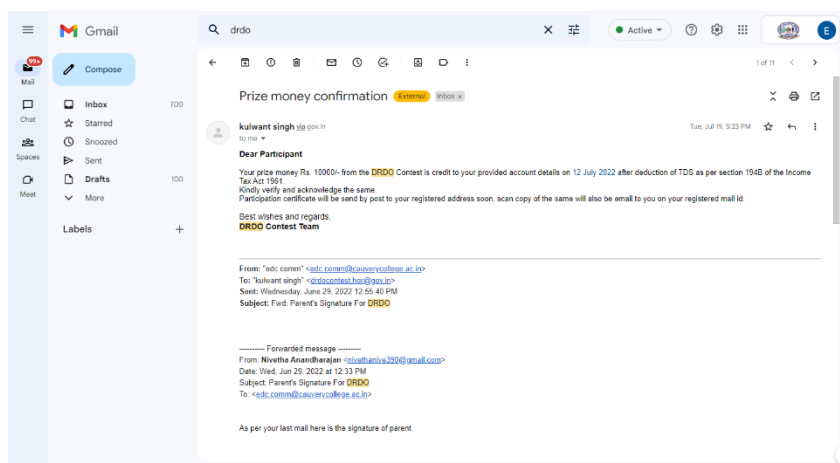 Gmail
drdo
Active
E
99+
Mail
Compose
1 of 11
Inbox 700
Prize money confirmation External Inbox x
Chat
Starred
kulwant singh via gov.in Tue, Jul 19, 5:23 PM
to me
Snoozed
Spaces
Sent
Dear Participant
Meet
Drafts 100
More
Your prize money Rs. 10000/- from the DRDO Contest is credit to your provided account details on 12 July 2022 after deduction of TDS as per section 194B of the Income
Tax Act 1961.
Kindly verify and acknowledge the same.
Participation certificate will be send by post to your registered address soon, scan copy of the same will also be email to you on your registered mail id.
Labels +
Best wishes and regards,
DRDO Contest Team
From: "edc comm" <edc.comm@cauverycollege.ac.in>
To: "kulwant singh" <drdocontest.hqr@gov.in>
Sent: Wednesday, June 29, 2022 12:55:40 PM
Subject: Fwd: Parent's Signature For DRDO
---------- Forwarded message ---------
From: Nivetha Anandharajan <nivethanive390@gmail.com>
Date: Wed, Jun 29, 2022 at 12:33 PM
Subject: Parent's Signature For DRDO
To: <edc.comm@cauverycollege.ac.in>
As per your last mail here is the signature of parent